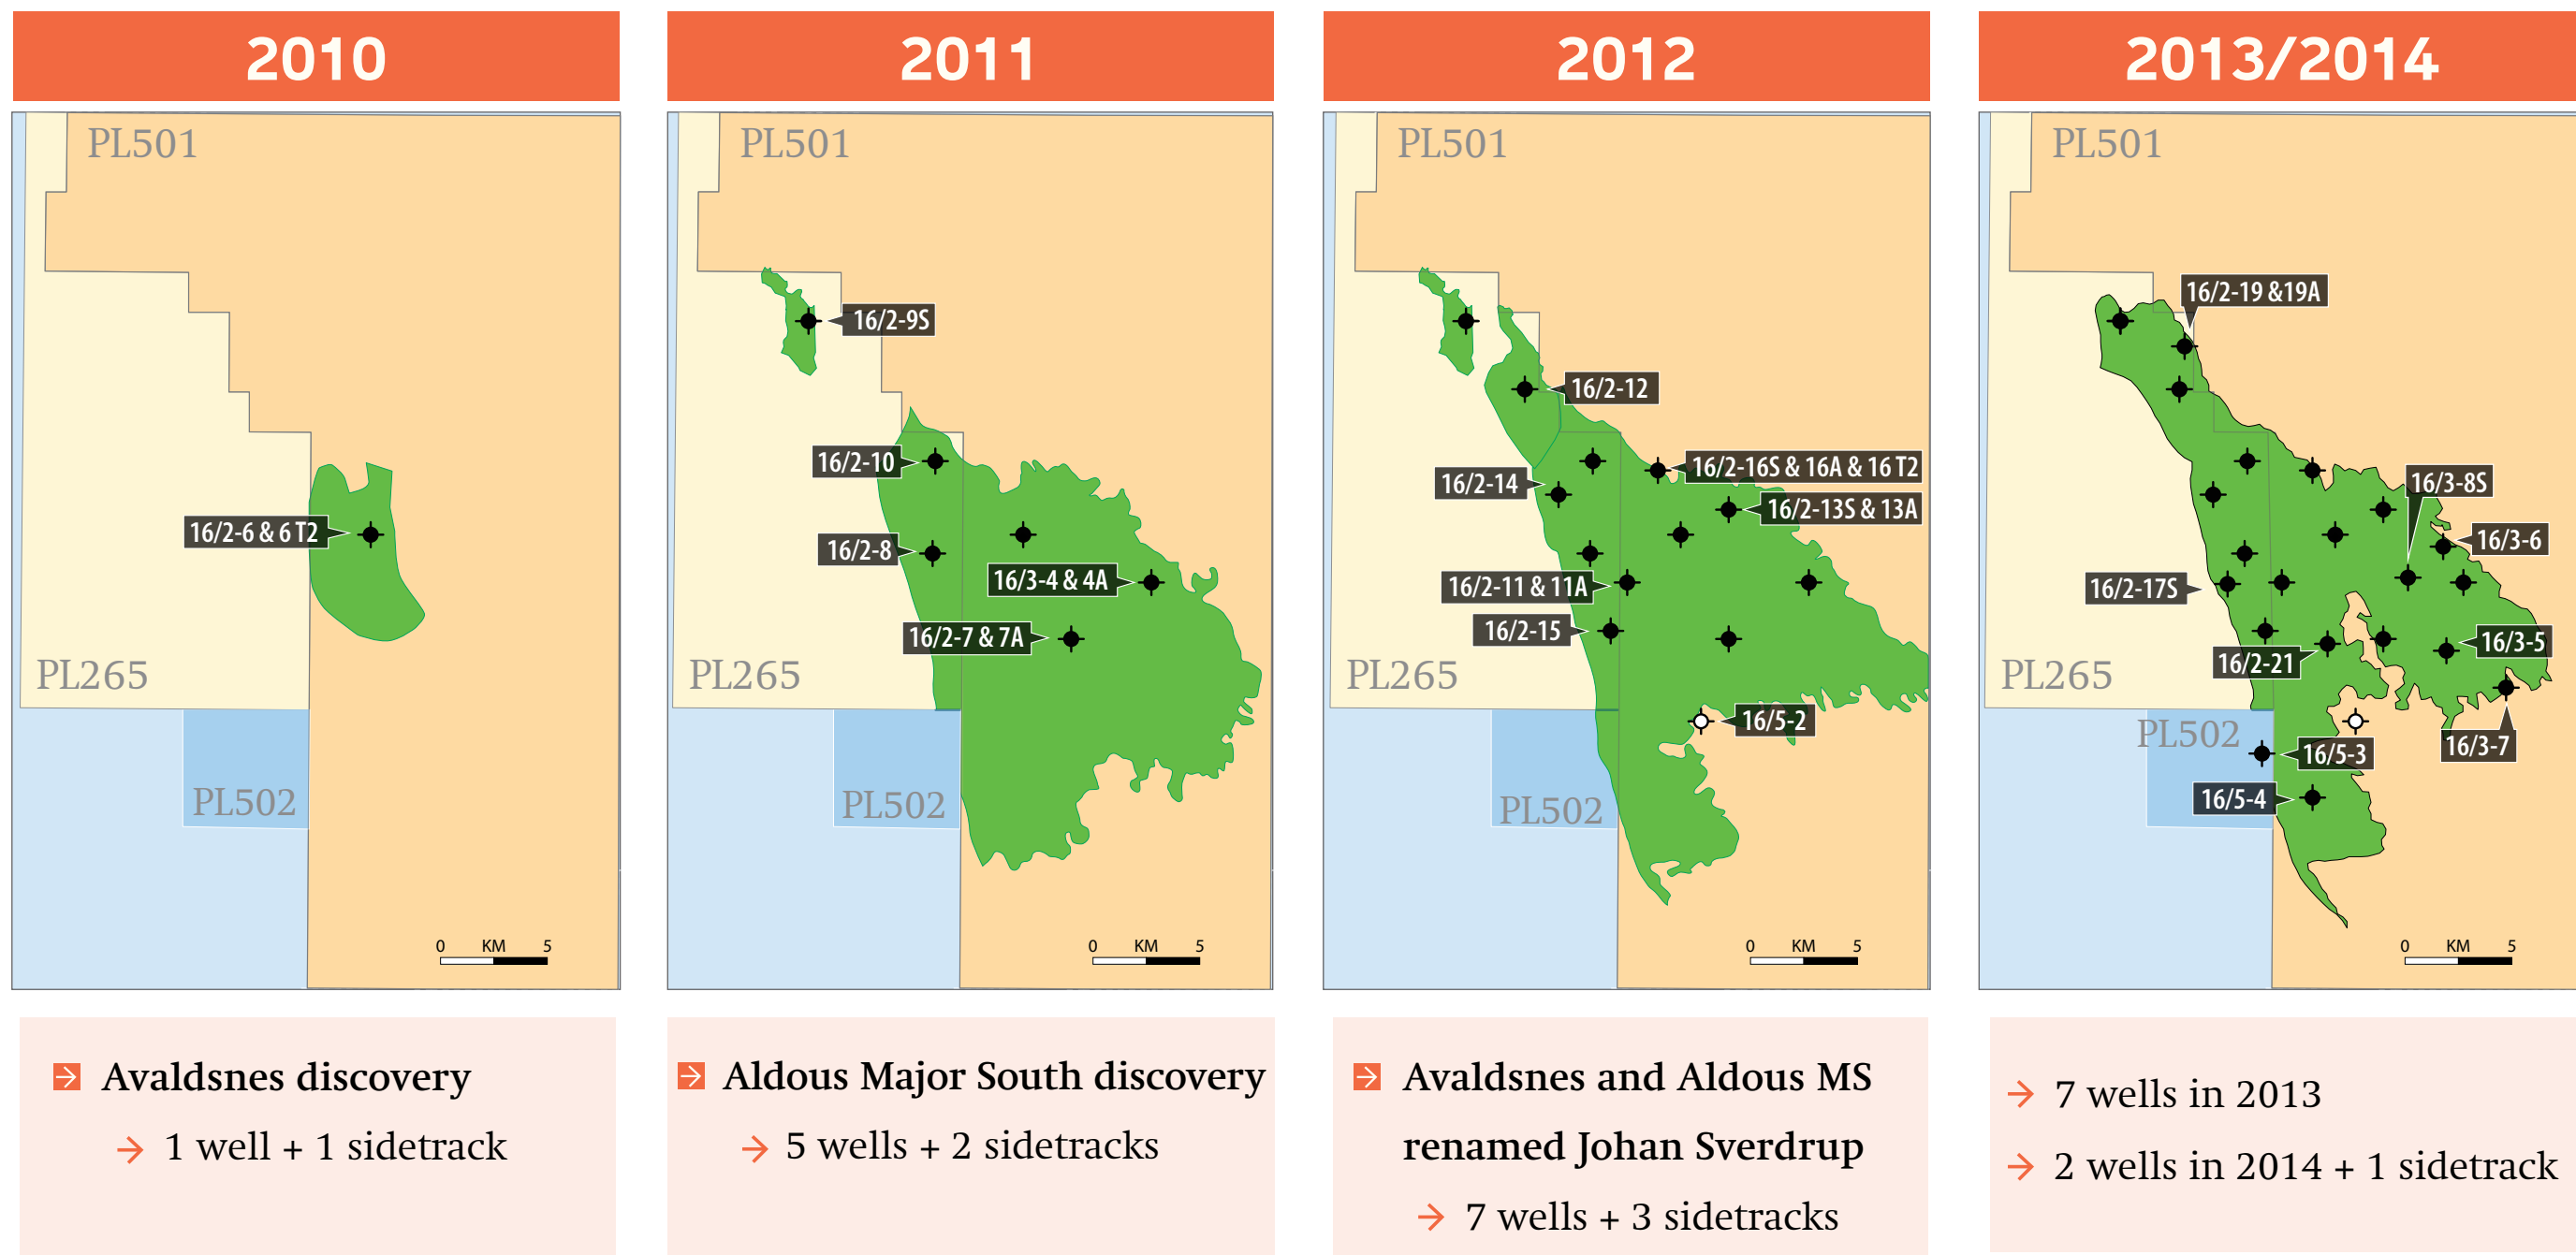 2010
PL501
16/2-6 & 6 T2
PL265
PL502
0 KM 5
Avaldsnes discovery
1 well + 1 sidetrack
2011
PL501
16/2-9S
16/2-10
16/2-8
16/3-4 & 4A
16/2-7 & 7A
PL265
PL502
0 KM 5
Aldous Major South discovery
5 wells + 2 sidetracks
2012
PL501
16/2-12
16/2-16S & 16A & 16 T2
16/2-14
16/2-13S & 13A
16/2-11 & 11A
16/2-15
PL265
16/5-2
PL502
0 KM 5
Avaldsnes and Aldous MS
renamed Johan Sverdrup
7 wells + 3 sidetracks
2013/2014
PL501
16/2-19 &19A
16/3-8S
16/3-6
16/2-17S
16/3-5
16/2-21
PL265
PL502
16/3-7
16/5-3
16/5-4
0 KM 5
7 wells in 2013
2 wells in 2014 + 1 sidetrack